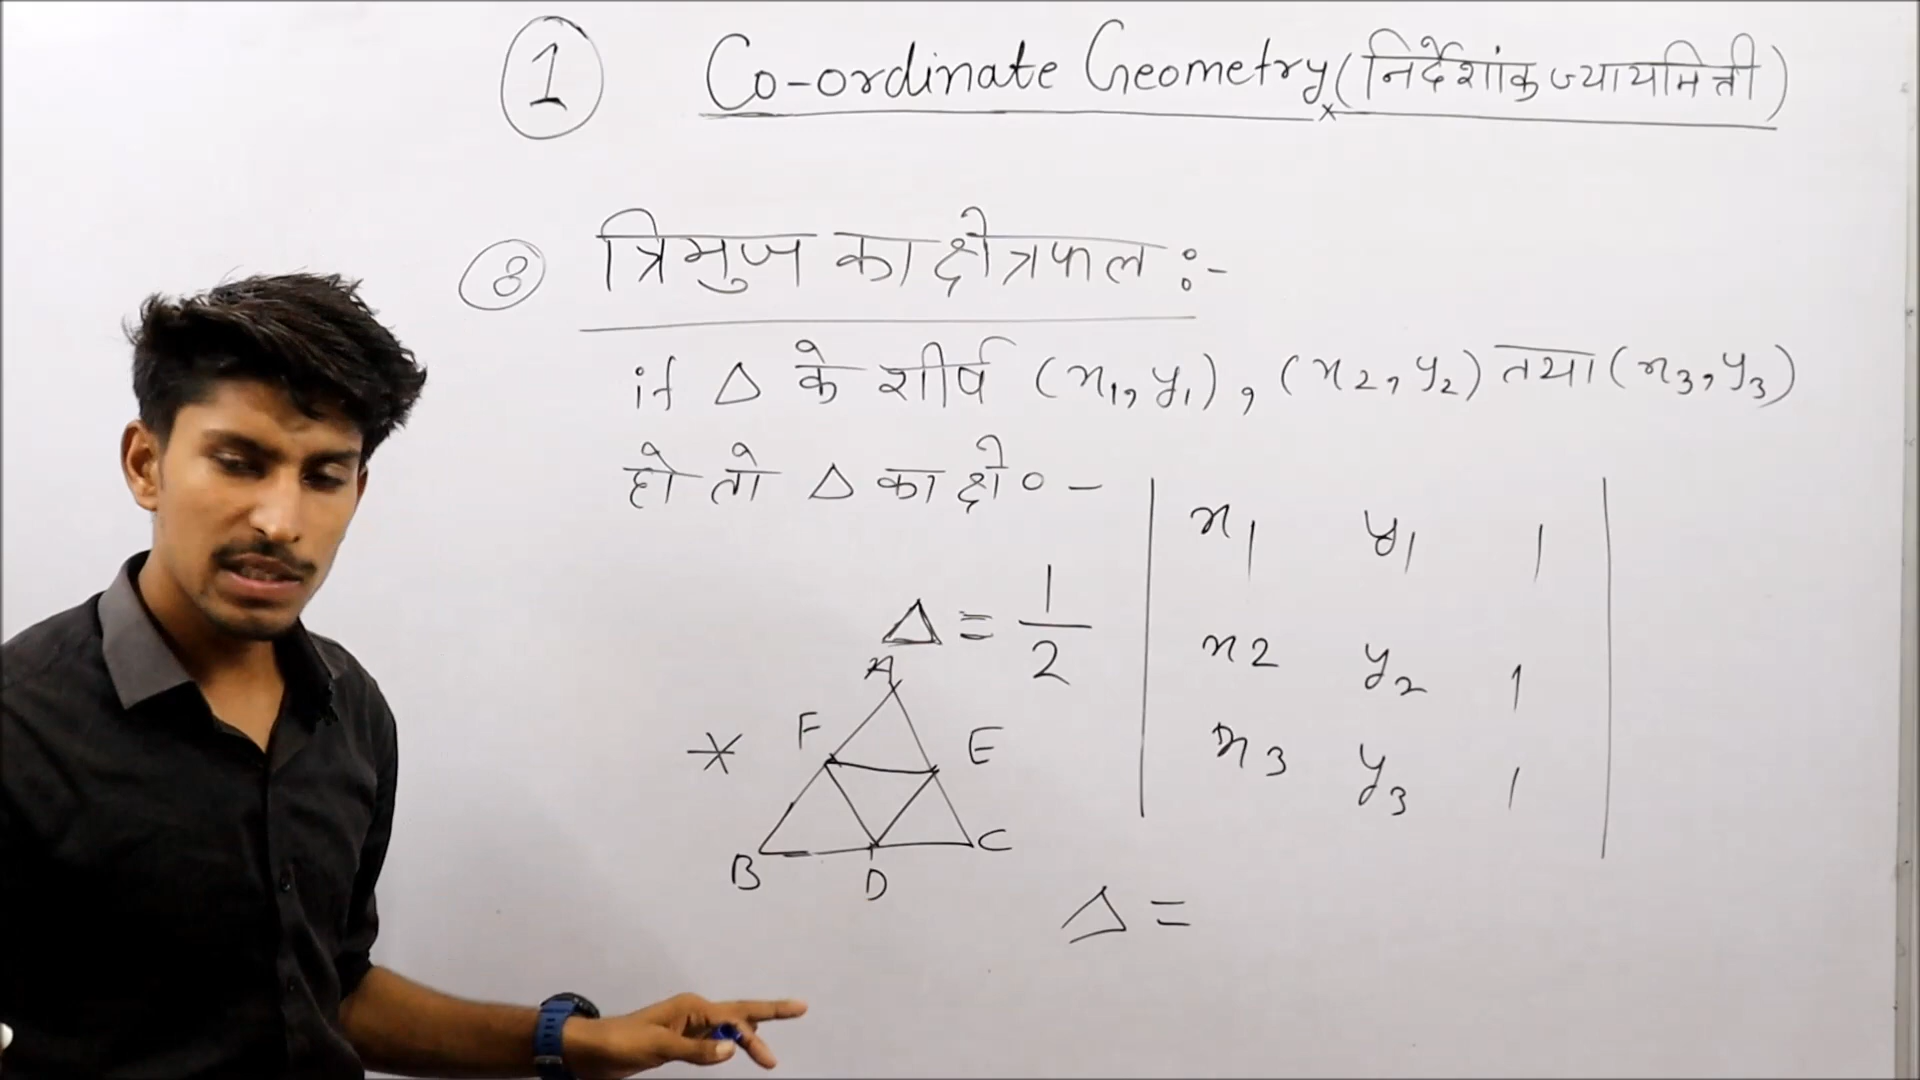 1 Co-ordinate Geometry (निर्देशांक ज्यायमिती)
8 त्रिभुज का क्षेत्रफल :-
if Δ के शीर्ष (x1, y1), (x2, y2) तथा (x3, y3)
हो तो Δ का क्षे० -
Δ = 1/2 | x1 y1 1 |
| x2 y2 1 |
| x3 y3 1 |
A
* F E
B D C
Δ =